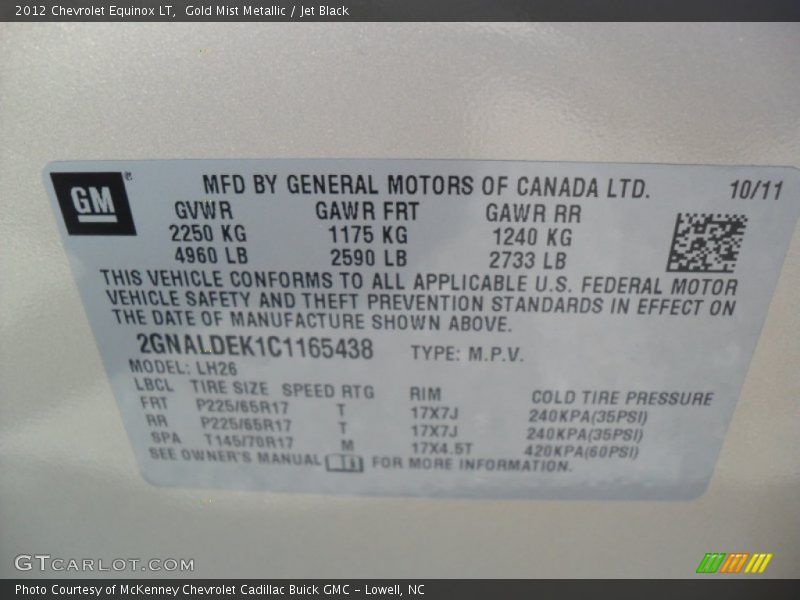 2012 Chevrolet Equinox LT,  Gold Mist Metallic / Jet Black
GM® MFD BY GENERAL MOTORS OF CANADA LTD. 10/11
GVWR GAWR FRT GAWR RR
2250 KG 1175 KG 1240 KG
4960 LB 2590 LB 2733 LB
THIS VEHICLE CONFORMS TO ALL APPLICABLE U.S. FEDERAL MOTOR
VEHICLE SAFETY AND THEFT PREVENTION STANDARDS IN EFFECT ON
THE DATE OF MANUFACTURE SHOWN ABOVE.
2GNALDEK1C1165438 TYPE: M.P.V.
MODEL: LH26
LBCL TIRE SIZE SPEED RTG RIM COLD TIRE PRESSURE
FRT P225/65R17 T 17X7J 240KPA(35PSI)
RR P225/65R17 T 17X7J 240KPA(35PSI)
SPA T145/70R17 M 17X4.5T 420KPA(60PSI)
SEE OWNER'S MANUAL FOR MORE INFORMATION.
GTCARLOT.COM
Photo Courtesy of McKenney Chevrolet Cadillac Buick GMC – Lowell, NC